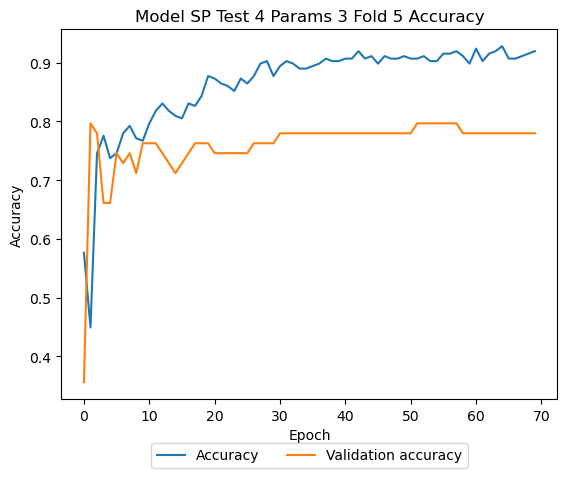 Model SP Test 4 Params 3 Fold 5 Accuracy
Accuracy
0.9
0.8
0.7
0.6
0.5
0.4
0 10 20 30 40 50 60 70
Epoch
Accuracy Validation accuracy